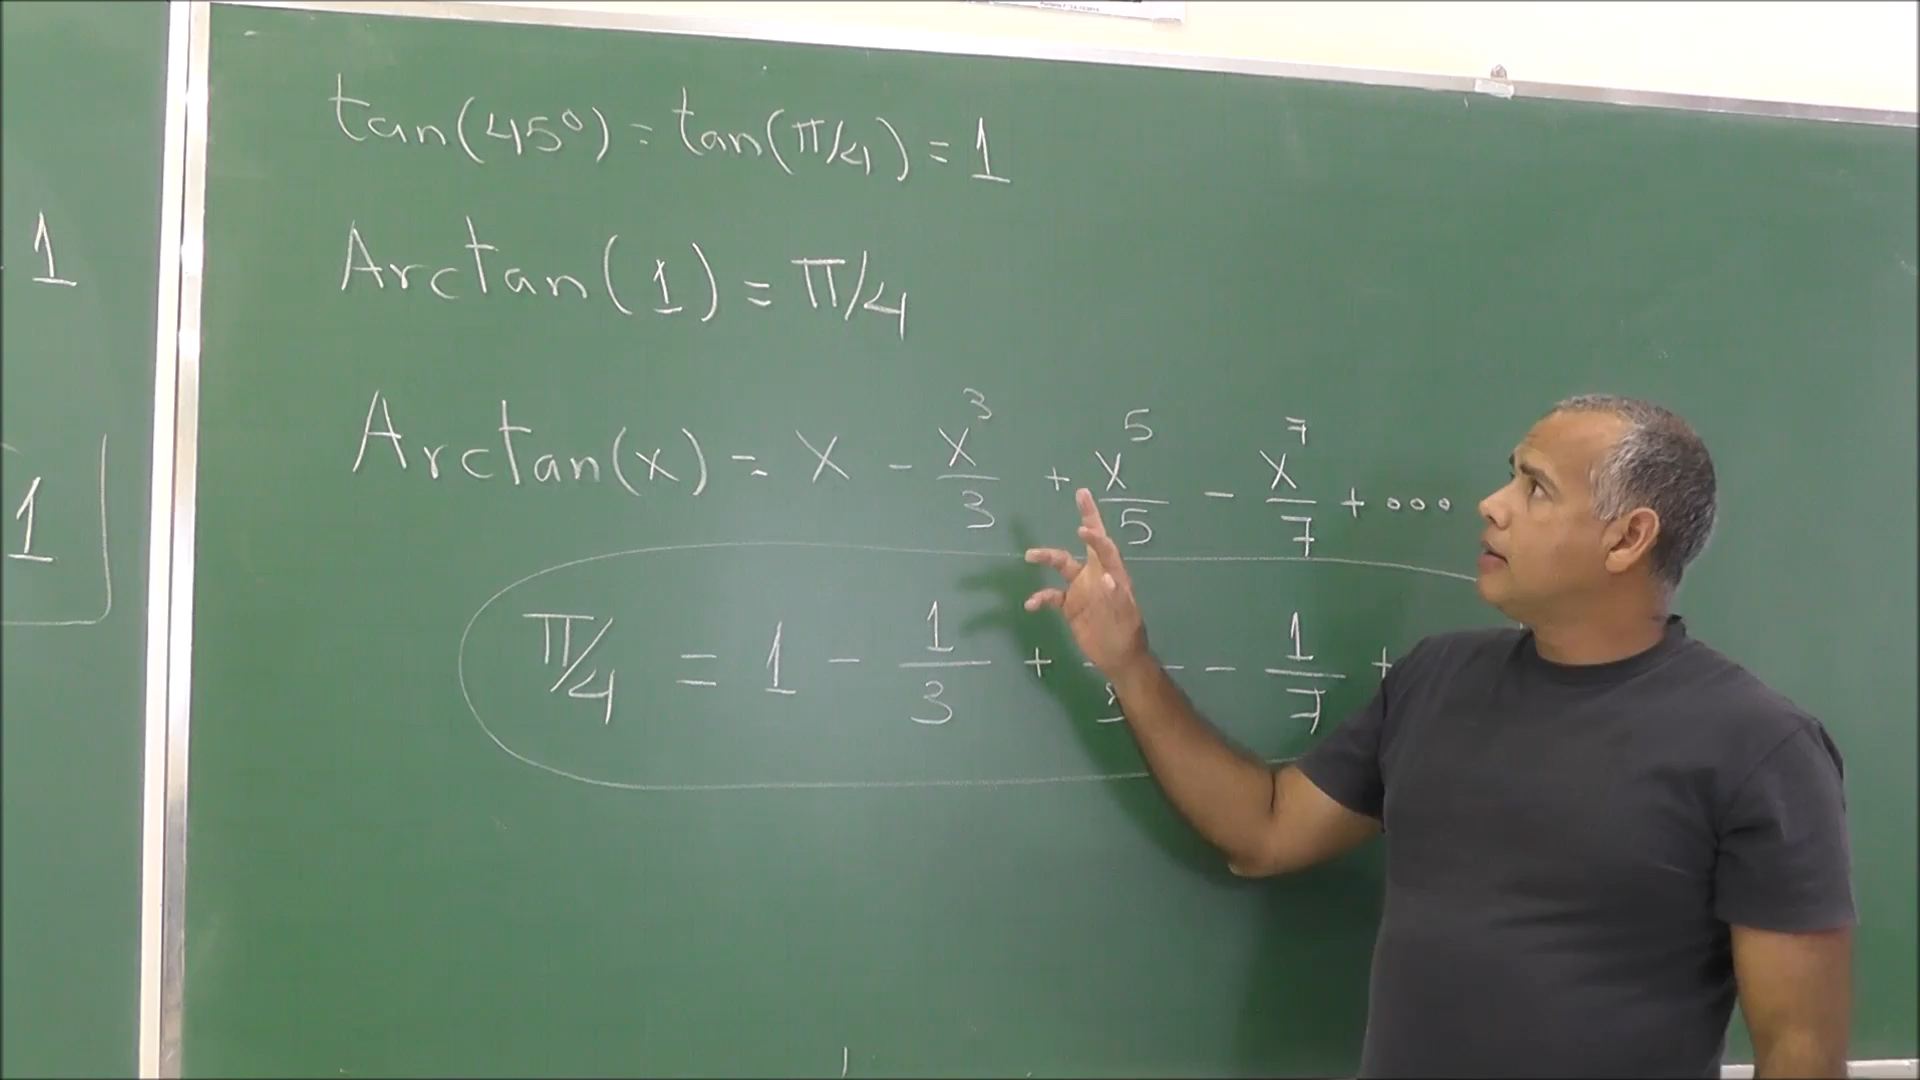 1
1
tan(45°) = tan(π/4) = 1
Arctan(1) = π/4
Arctan(x) = x - x³/3 + x⁵/5 - x⁷/7 + ∘∘∘
π/4 = 1 - 1/3 + - 1/7 +